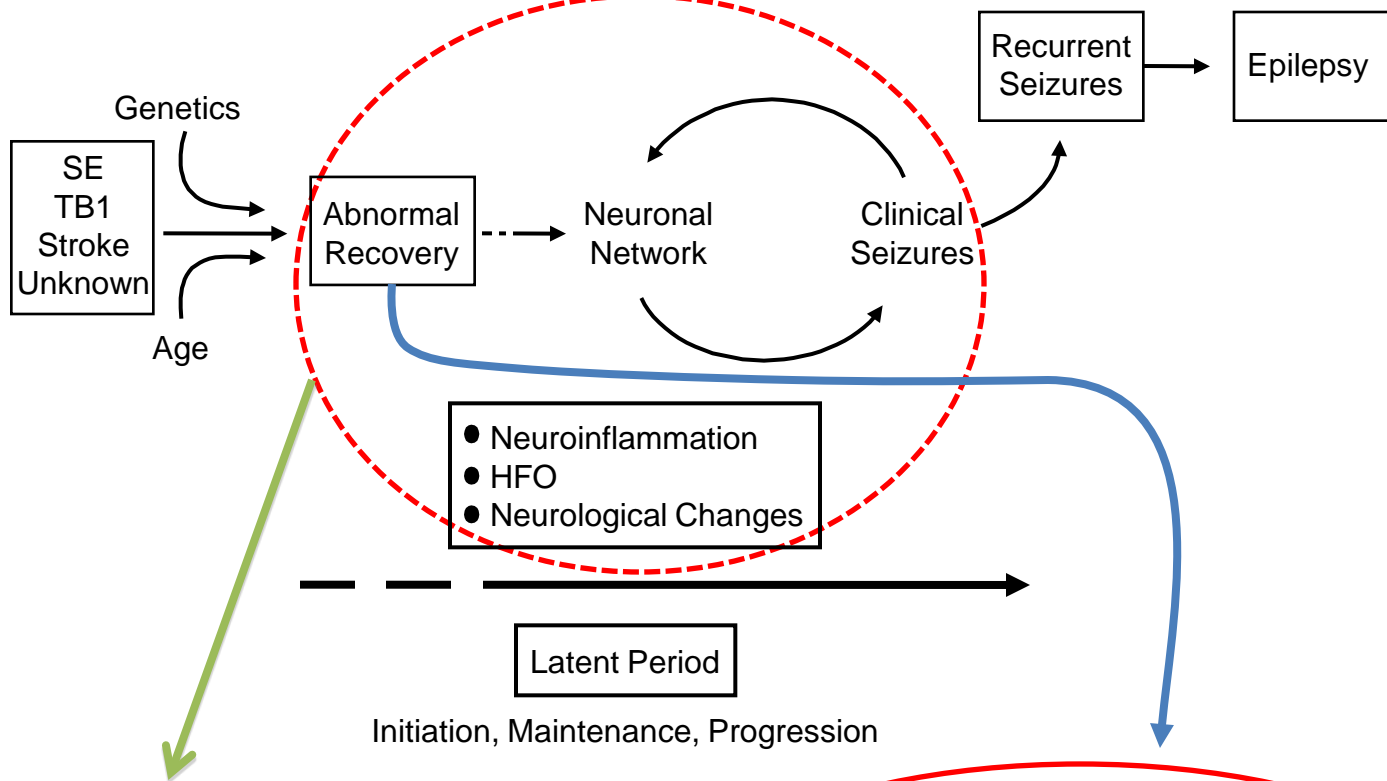 Genetics
SE
TB1
Stroke
Unknown
Age
Abnormal
Recovery
Neuronal
Network
Clinical
Seizures
Recurrent
Seizures
Epilepsy
● Neuroinflammation
● HFO
● Neurological Changes
Latent Period
Initiation, Maintenance, Progression